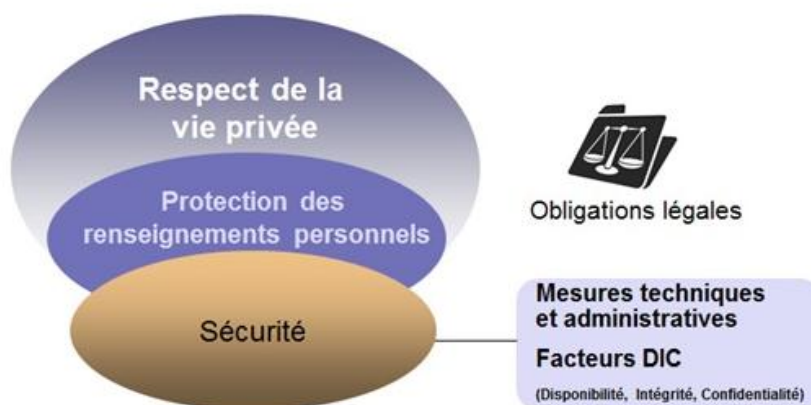 Respect de la
vie privée
Protection des
renseignements personnels
Sécurité
Obligations légales
Mesures techniques
et administratives
Facteurs DIC
(Disponibilité, Intégrité, Confidentialité)